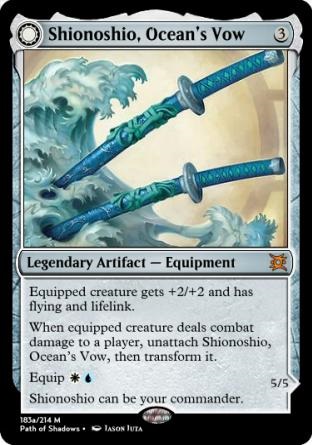 Shionoshio, Ocean's Vow 3
Legendary Artifact — Equipment
Equipped creature gets +2/+2 and has
flying and lifelink.
When equipped creature deals combat
damage to a player, unattach Shionoshio,
Ocean's Vow, then transform it.
Equip
5/5
Shionoshio can be your commander.
183a/214 M
Path of Shadows • Jason Juta